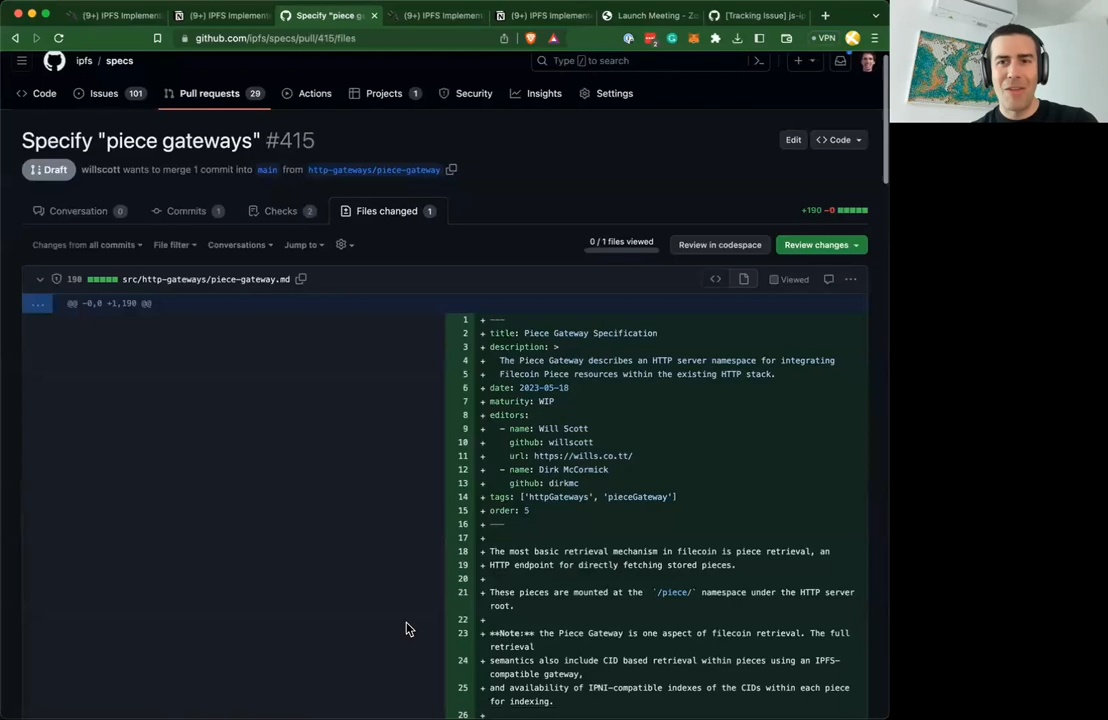 (9+) IPFS Implemen
(9+) IPFS Implement
Specify "piece g
(9+) IPFS Implemen
(9+) IPFS Implement
Launch Meeting - Zo
[Tracking Issue] js-ip
github.com/ipfs/specs/pull/415/files
2
VPN
ipfs / specs
Type / to search
Code
Issues 101
Pull requests 29
Actions
Projects 1
Security
Insights
Settings
Specify "piece gateways" #415
Edit
<> Code
Draft
willscott wants to merge 1 commit into main from http-gateways/piece-gateway
Conversation 0
Commits 1
Checks 2
Files changed 1
+190 −0
Changes from all commits
File filter
Conversations
Jump to
0 / 1 files viewed
Review in codespace
Review changes
190 src/http-gateways/piece-gateway.md
Viewed
...
@@ -0,0 +1,190 @@
1 + ---
2 + title: Piece Gateway Specification
3 + description: >
4 + The Piece Gateway describes an HTTP server namespace for integrating
5 + Filecoin Piece resources within the existing HTTP stack.
6 + date: 2023-05-18
7 + maturity: WIP
8 + editors:
9 + - name: Will Scott
10 + github: willscott
11 + url: https://wills.co.tt/
12 + - name: Dirk McCormick
13 + github: dirkmc
14 + tags: ['httpGateways', 'pieceGateway']
15 + order: 5
16 + ---
17 +
18 + The most basic retrieval mechanism in filecoin is piece retrieval, an
19 + HTTP endpoint for directly fetching stored pieces.
20 +
21 + These pieces are mounted at the `/piece/` namespace under the HTTP server
root.
22 +
23 + **Note:** the Piece Gateway is one aspect of filecoin retrieval. The full
retrieval
24 + semantics also include CID based retrieval within pieces using an IPFS-
compatible gateway,
25 + and availability of IPNI-compatible indexes of the CIDs within each piece
for indexing.
26 +